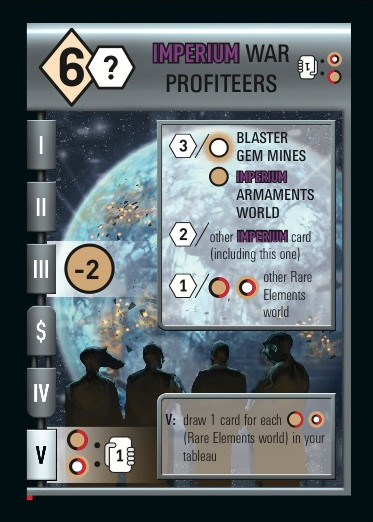 6 ? IMPERIUM WAR
PROFITEERS
1 :
I
II
III
$
IV
V
-2
3 / BLASTER
GEM MINES
IMPERIUM
ARMAMENTS
WORLD
2 / other IMPERIUM card
(including this one)
1 / , other Rare
Elements
world
: 1
V: draw 1 card for each
(Rare Elements world) in your
tableau